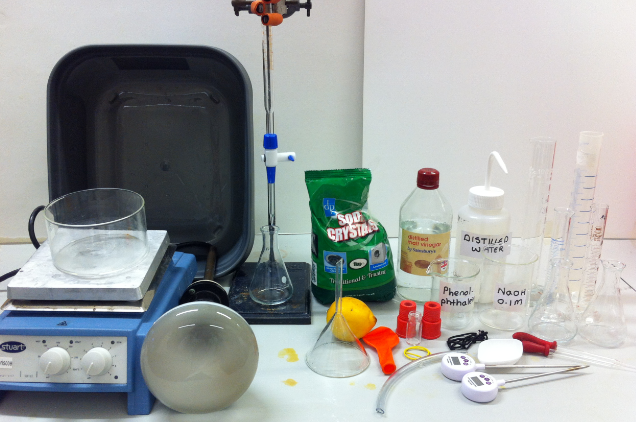 stuart
SODA
CRYSTALS
distilled
malt vinegar
DISTILLED
WATER
Phenol-
phthalein
NaOH
0.1M